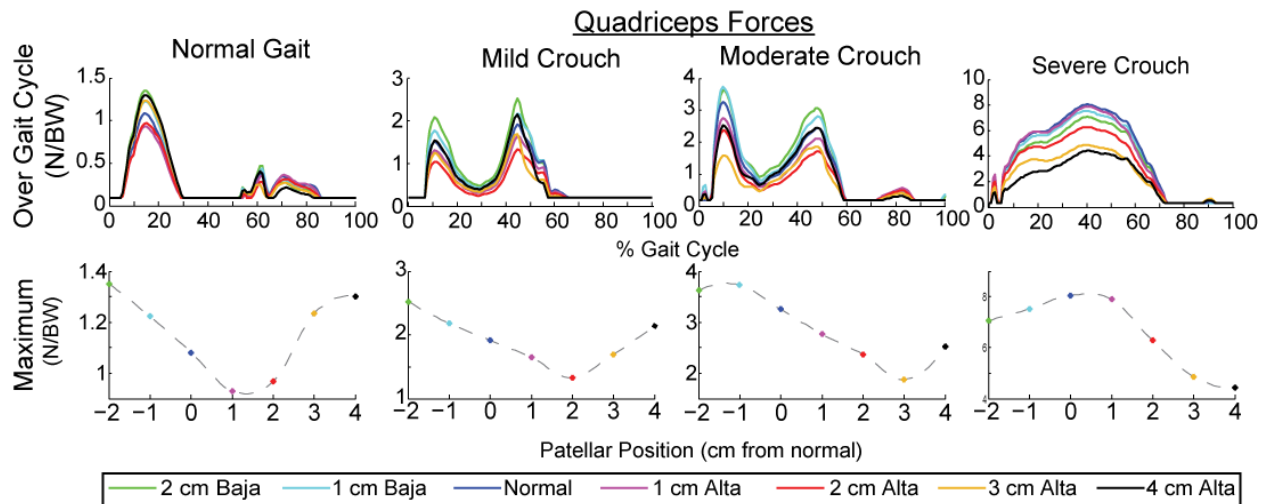 Quadriceps Forces
Normal Gait
Mild Crouch
Moderate Crouch
Severe Crouch
Over Gait Cycle
(N/BW)
1.5
1
0.5
0
0 20 40 60 80 100
3
2
1
0
0 20 40 60 80 100
4
3
2
1
0
0 20 40 60 80 100
10
8
6
4
2
0
0 20 40 60 80 100
% Gait Cycle
Maximum
(N/BW)
1.4
1.2
1
−2 −1 0 1 2 3 4
3
2
1
−2 −1 0 1 2 3 4
4
3
2
−2 −1 0 1 2 3 4
8
6
4
−2 −1 0 1 2 3 4
Patellar Position (cm from normal)
2 cm Baja 1 cm Baja Normal 1 cm Alta 2 cm Alta 3 cm Alta 4 cm Alta